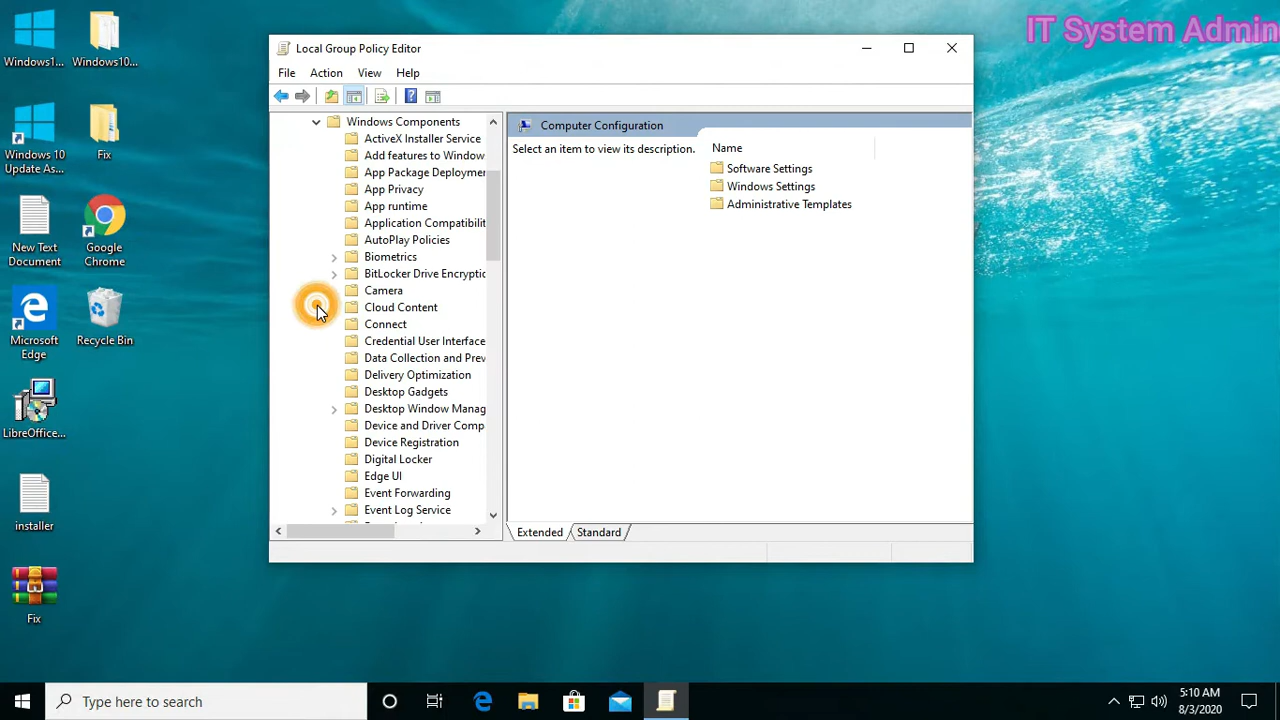 IT System Admin
Windows1...
Windows10...
Windows 10
Update As...
Fix
New Text
Document
Google
Chrome
Microsoft
Edge
Recycle Bin
LibreOffice...
installer
Fix
Local Group Policy Editor
File Action View Help
Windows Components
ActiveX Installer Service
Add features to Window
App Package Deployme
App Privacy
App runtime
Application Compatibilit
AutoPlay Policies
Biometrics
BitLocker Drive Encryptic
Camera
Cloud Content
Connect
Credential User Interface
Data Collection and Prev
Delivery Optimization
Desktop Gadgets
Desktop Window Manag
Device and Driver Comp
Device Registration
Digital Locker
Edge UI
Event Forwarding
Event Log Service
Computer Configuration
Select an item to view its description.
Name
Software Settings
Windows Settings
Administrative Templates
Extended Standard
Type here to search
5:10 AM
8/3/2020